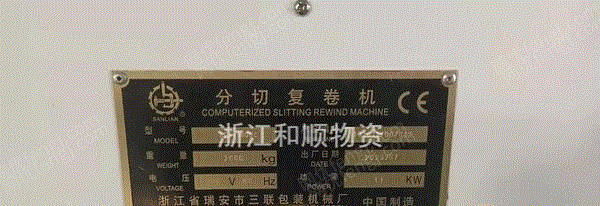 分切复卷机
SANLIAN
COMPUTERIZED SLITTING REWIND MACHINE
CE
型号
MODEL
浙江和顺物资
重量
WEIGHT
kg
出厂日期
DATE
电压
VOLTAGE
V
Hz
功
POWER
KW
浙江省瑞安市三联包装机械厂
中国制造